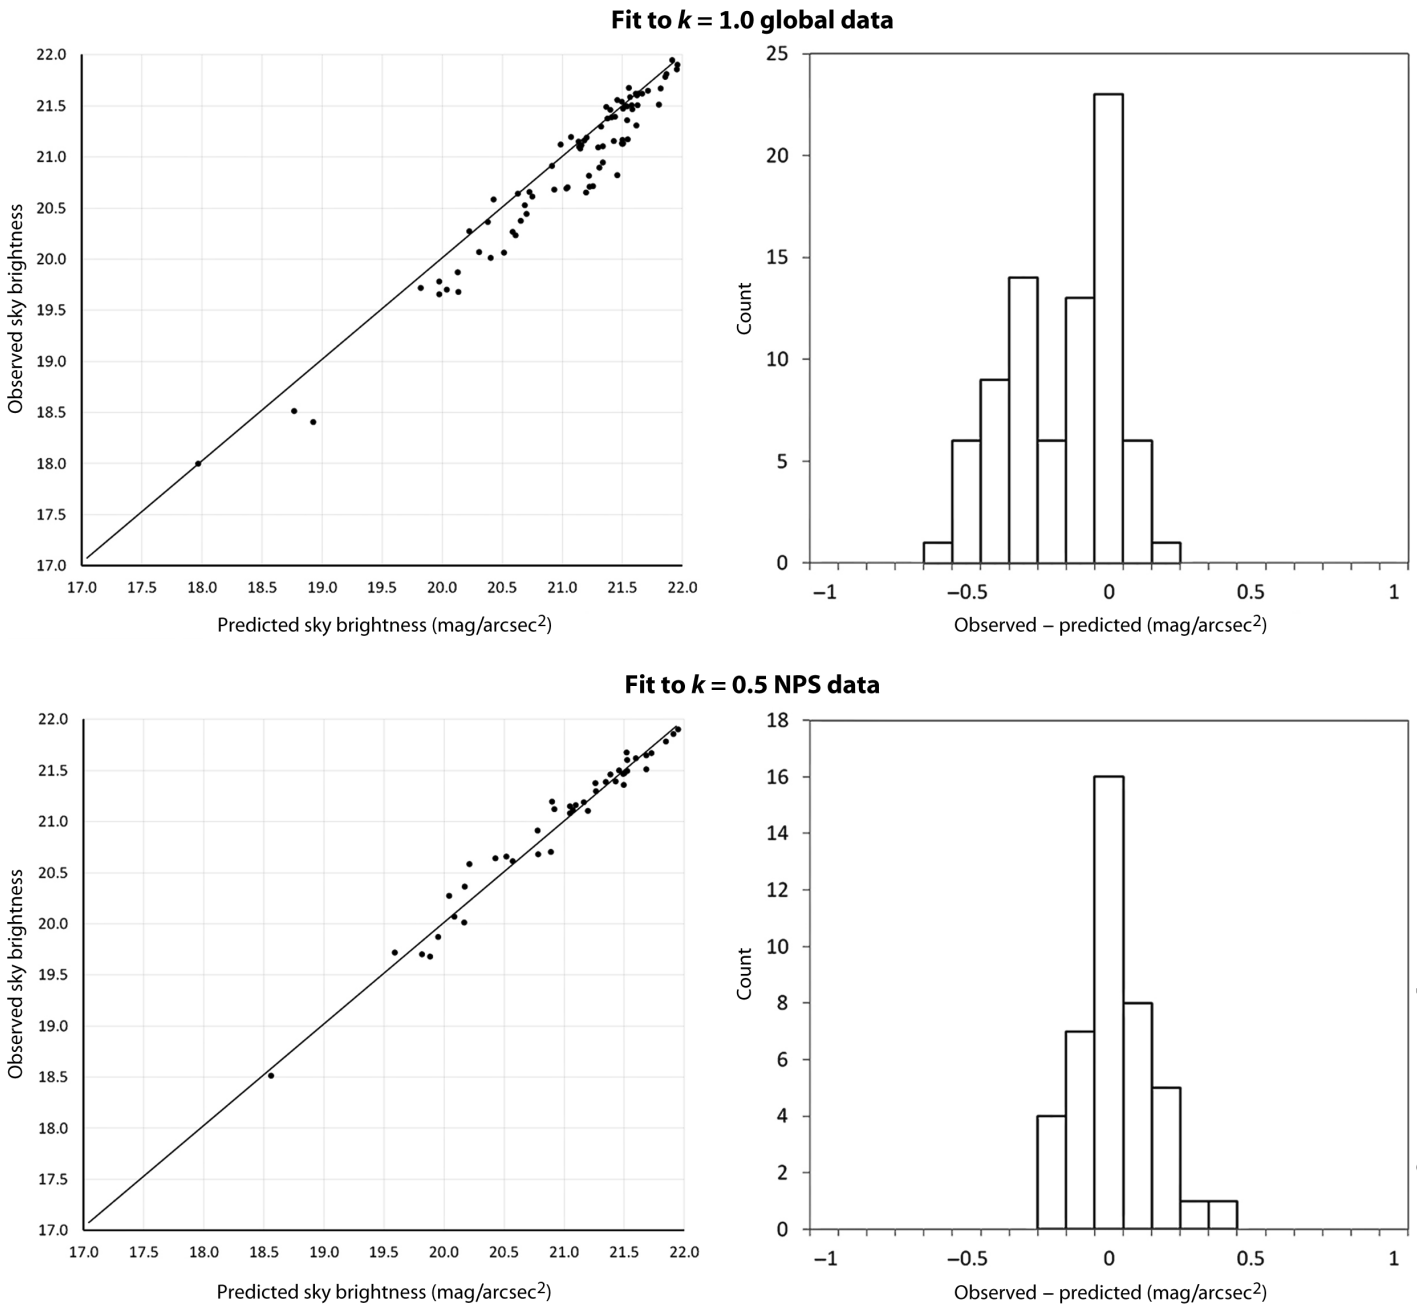 Fit to k = 1.0 global data
22.0
21.5
21.0
20.5
20.0
19.5
19.0
18.5
18.0
17.5
17.0
Observed sky brightness
17.0 17.5 18.0 18.5 19.0 19.5 20.0 20.5 21.0 21.5 22.0
Predicted sky brightness (mag/arcsec2)
25
20
15
10
5
0
Count
–1 –0.5 0 0.5 1
Observed – predicted (mag/arcsec2)
Fit to k = 0.5 NPS data
22.0
21.5
21.0
20.5
20.0
19.5
19.0
18.5
18.0
17.5
17.0
Observed sky brightness
17.0 17.5 18.0 18.5 19.0 19.5 20.0 20.5 21.0 21.5 22.0
Predicted sky brightness (mag/arcsec2)
18
16
14
12
10
8
6
4
2
0
Count
–1 –0.5 0 0.5 1
Observed – predicted (mag/arcsec2)